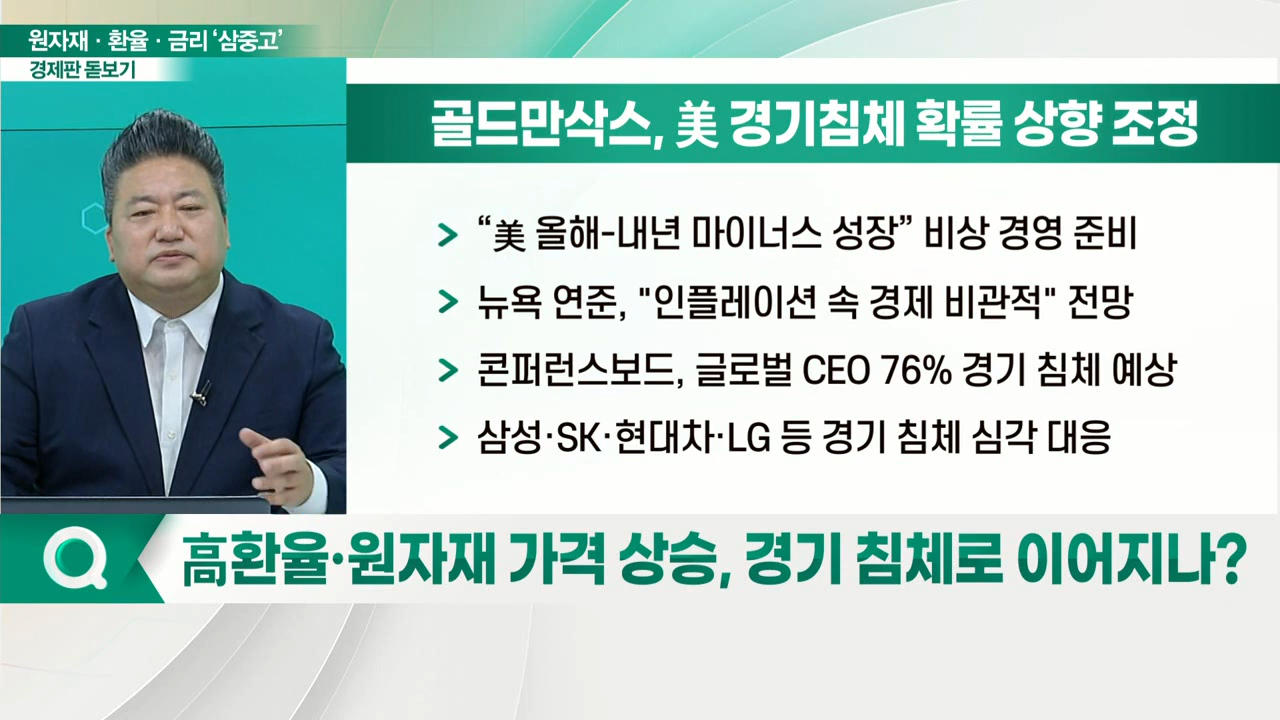 원자재 · 환율 · 금리 ‘삼중고’
경제판 돋보기
골드만삭스, 美 경기침체 확률 상향 조정
“美 올해-내년 마이너스 성장” 비상 경영 준비
뉴욕 연준, "인플레이션 속 경제 비관적" 전망
콘퍼런스보드, 글로벌 CEO 76% 경기 침체 예상
삼성·SK·현대차·LG 등 경기 침체 심각 대응
高환율·원자재 가격 상승, 경기 침체로 이어지나?